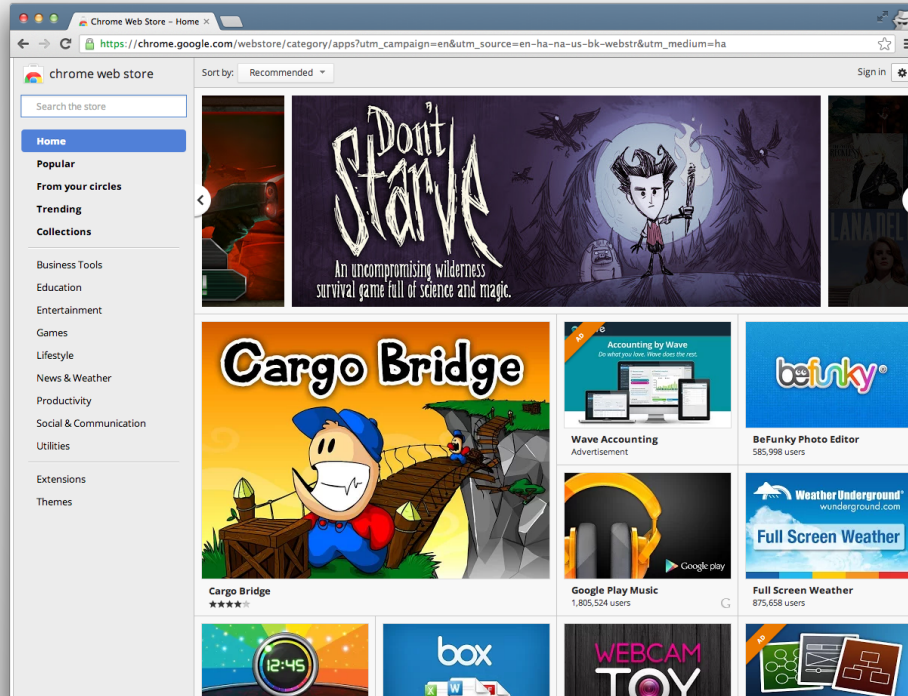 Chrome Web Store - Home ×
https://chrome.google.com/webstore/category/apps?utm_campaign=en&utm_source=en-ha-na-us-bk-webstr&utm_medium=ha
chrome web store
Sort by:
Recommended
Sign in
Search the store
Home
Popular
From your circles
Trending
Collections
Business Tools
Education
Entertainment
Games
Lifestyle
News & Weather
Productivity
Social & Communication
Utilities
Extensions
Themes
Don't
Starve
An uncompromising wilderness
survival game full of science and magic.
LANA DEL
Cargo Bridge
Cargo Bridge
AD
Accounting by Wave
Do what you love. Wave does the rest.
Wave Accounting
Advertisement
befunky®
BeFunky Photo Editor
585,998 users
Google play
Google Play Music
1,805,524 users
G
Weather Underground®
wunderground.com
Full Screen Weather
Full Screen Weather
875,658 users
12:45
box
X
W
WEBCAM
TOY
AD